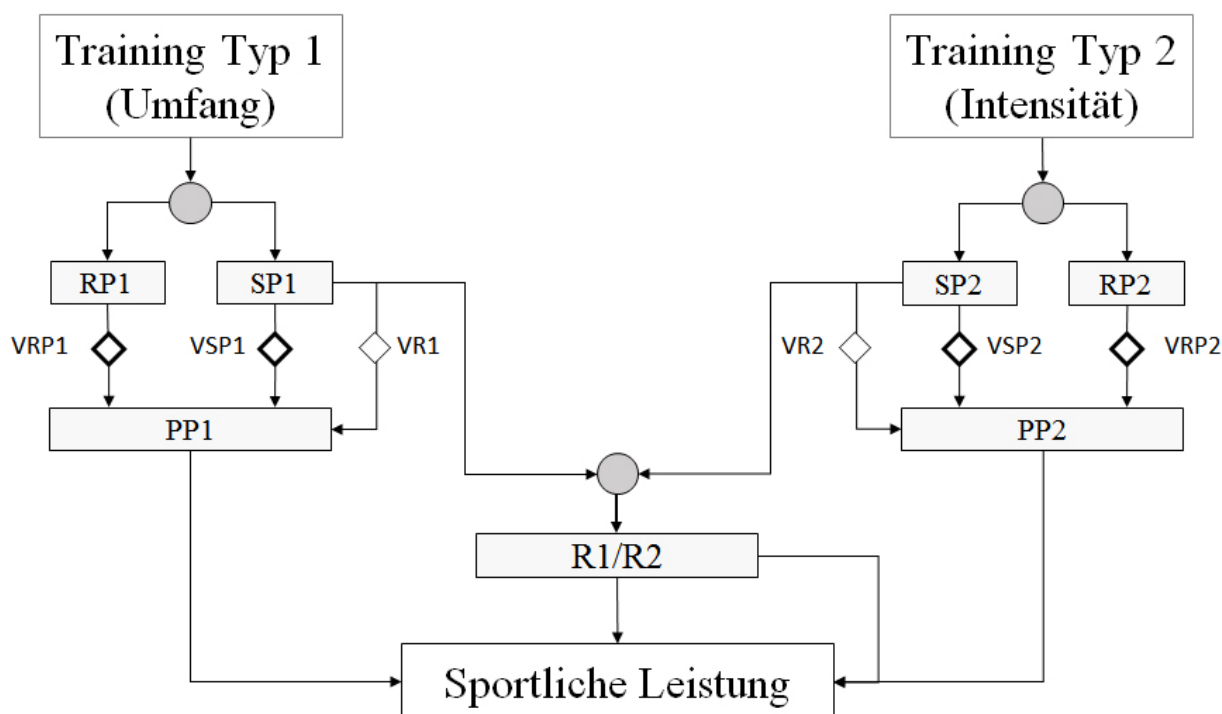 Training Typ 1
(Umfang)
Training Typ 2
(Intensität)
RP1
SP1
SP2
RP2
VRP1
VSP1
VR1
VR2
VSP2
VRP2
PP1
PP2
R1/R2
Sportliche Leistung